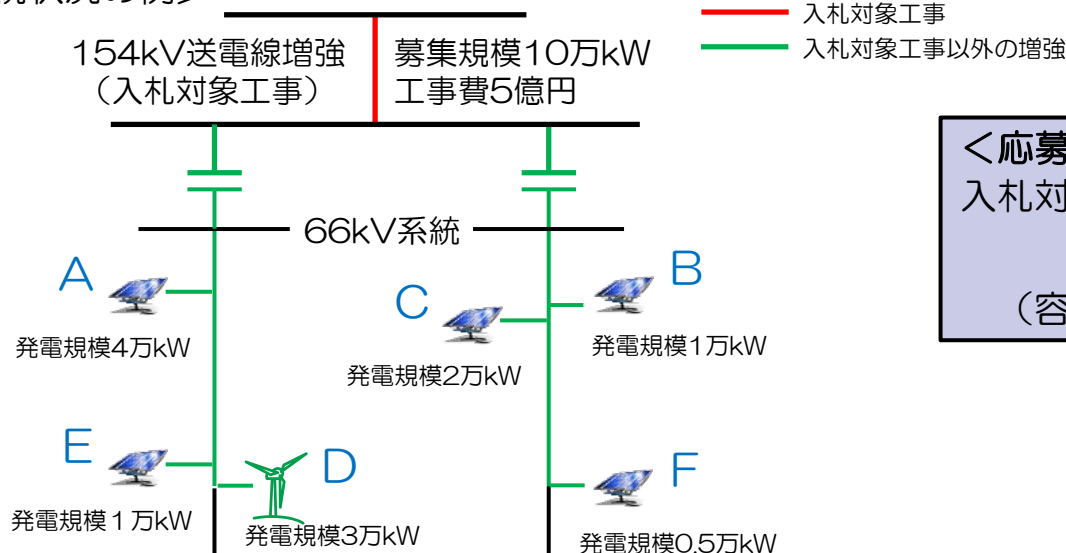 入札対象工事
入札対象工事以外の増強
154kV送電線増強
（入札対象工事）
募集規模10万kW
工事費5億円
＜応募
入札対
（容
66kV系統
A
発電規模4万kW
B
発電規模1万kW
C
発電規模2万kW
E
発電規模１万kW
D
発電規模3万kW
F
発電規模0.5万kW